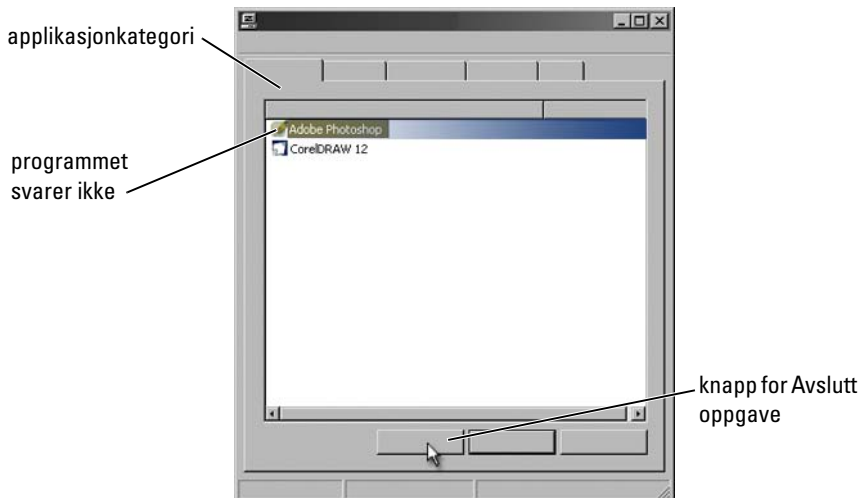 applikasjonkategori
Adobe Photoshop
CorelDRAW 12
programmet
svarer ikke
knapp for Avslutt
oppgave